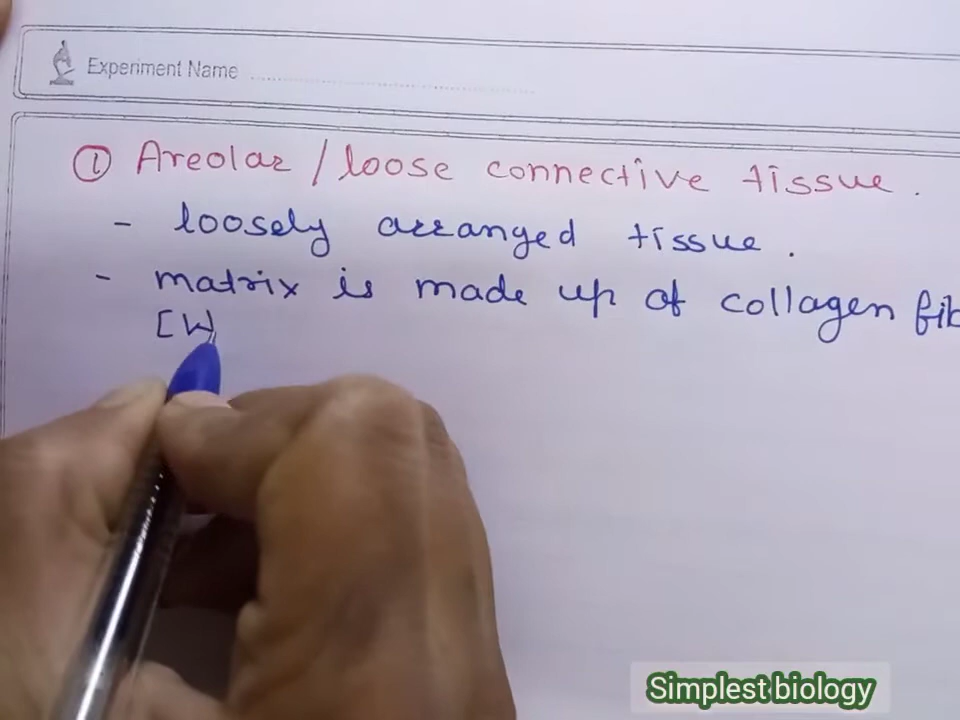 Experiment Name
① Areolar / loose connective tissue .
- loosely arranged tissue .
- matrix is made up of collagen fib
[W
Simplest biology